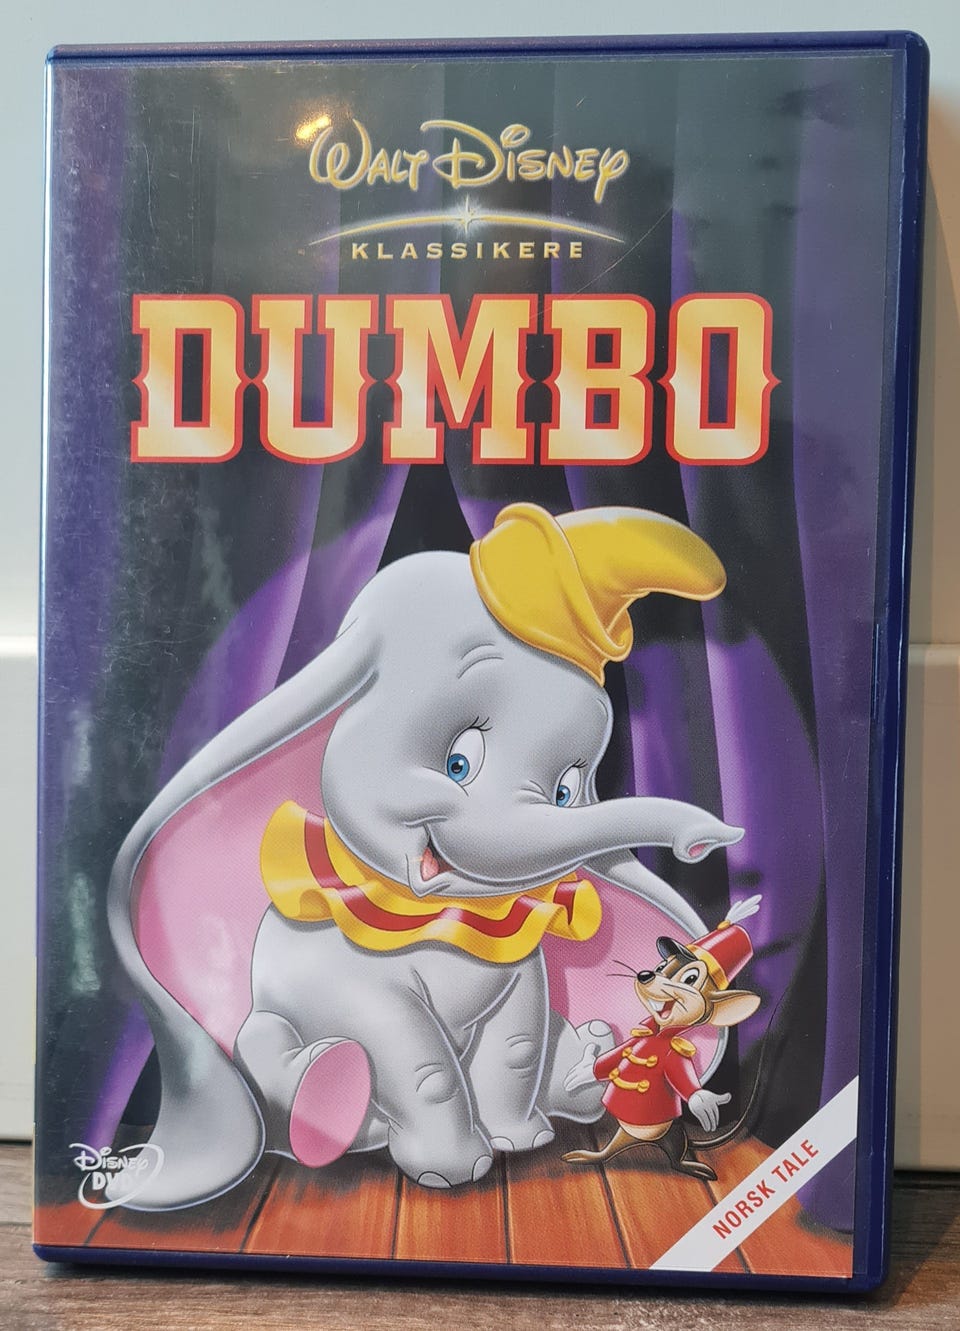 WALT DISNEY
KLASSIKERE
DUMBO
DISNEY
DVD
NORSK TALE